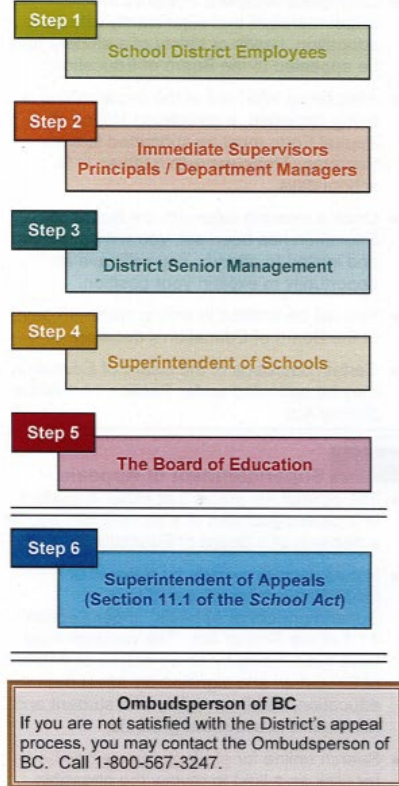 Step 1
School District Employees
Step 2
Immediate Supervisors
Principals / Department Managers
Step 3
District Senior Management
Step 4
Superintendent of Schools
Step 5
The Board of Education
Step 6
Superintendent of Appeals
(Section 11.1 of the School Act)
Ombudsperson of BC
If you are not satisfied with the District's appeal
process, you may contact the Ombudsperson of
BC. Call 1-800-567-3247.